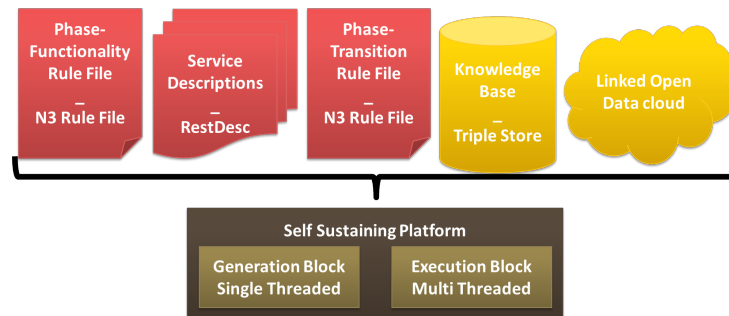 Phase-
Functionality
Rule File
_
N3 Rule File
Service
Descriptions
_
RestDesc
Phase-
Transition
Rule File
_
N3 Rule File
Knowledge
Base
_
Triple Store
Linked Open
Data cloud
Self Sustaining Platform
Generation Block
Single Threaded
Execution Block
Multi Threaded